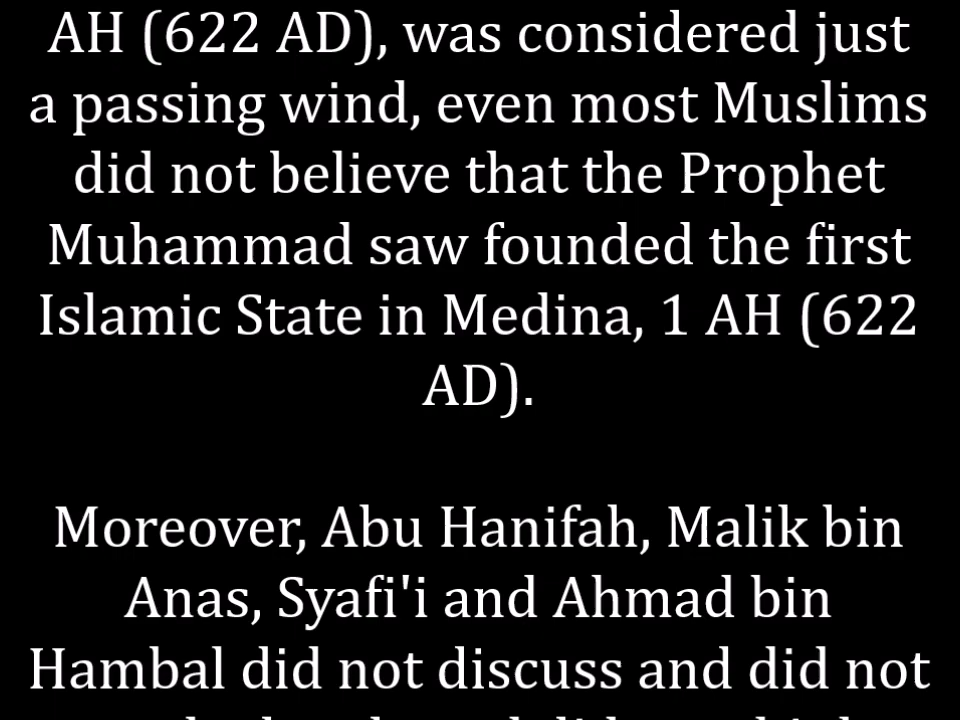 AH (622 AD), was considered just
a passing wind, even most Muslims
did not believe that the Prophet
Muhammad saw founded the first
Islamic State in Medina, 1 AH (622
AD).
Moreover, Abu Hanifah, Malik bin
Anas, Syafi'i and Ahmad bin
Hambal did not discuss and did not